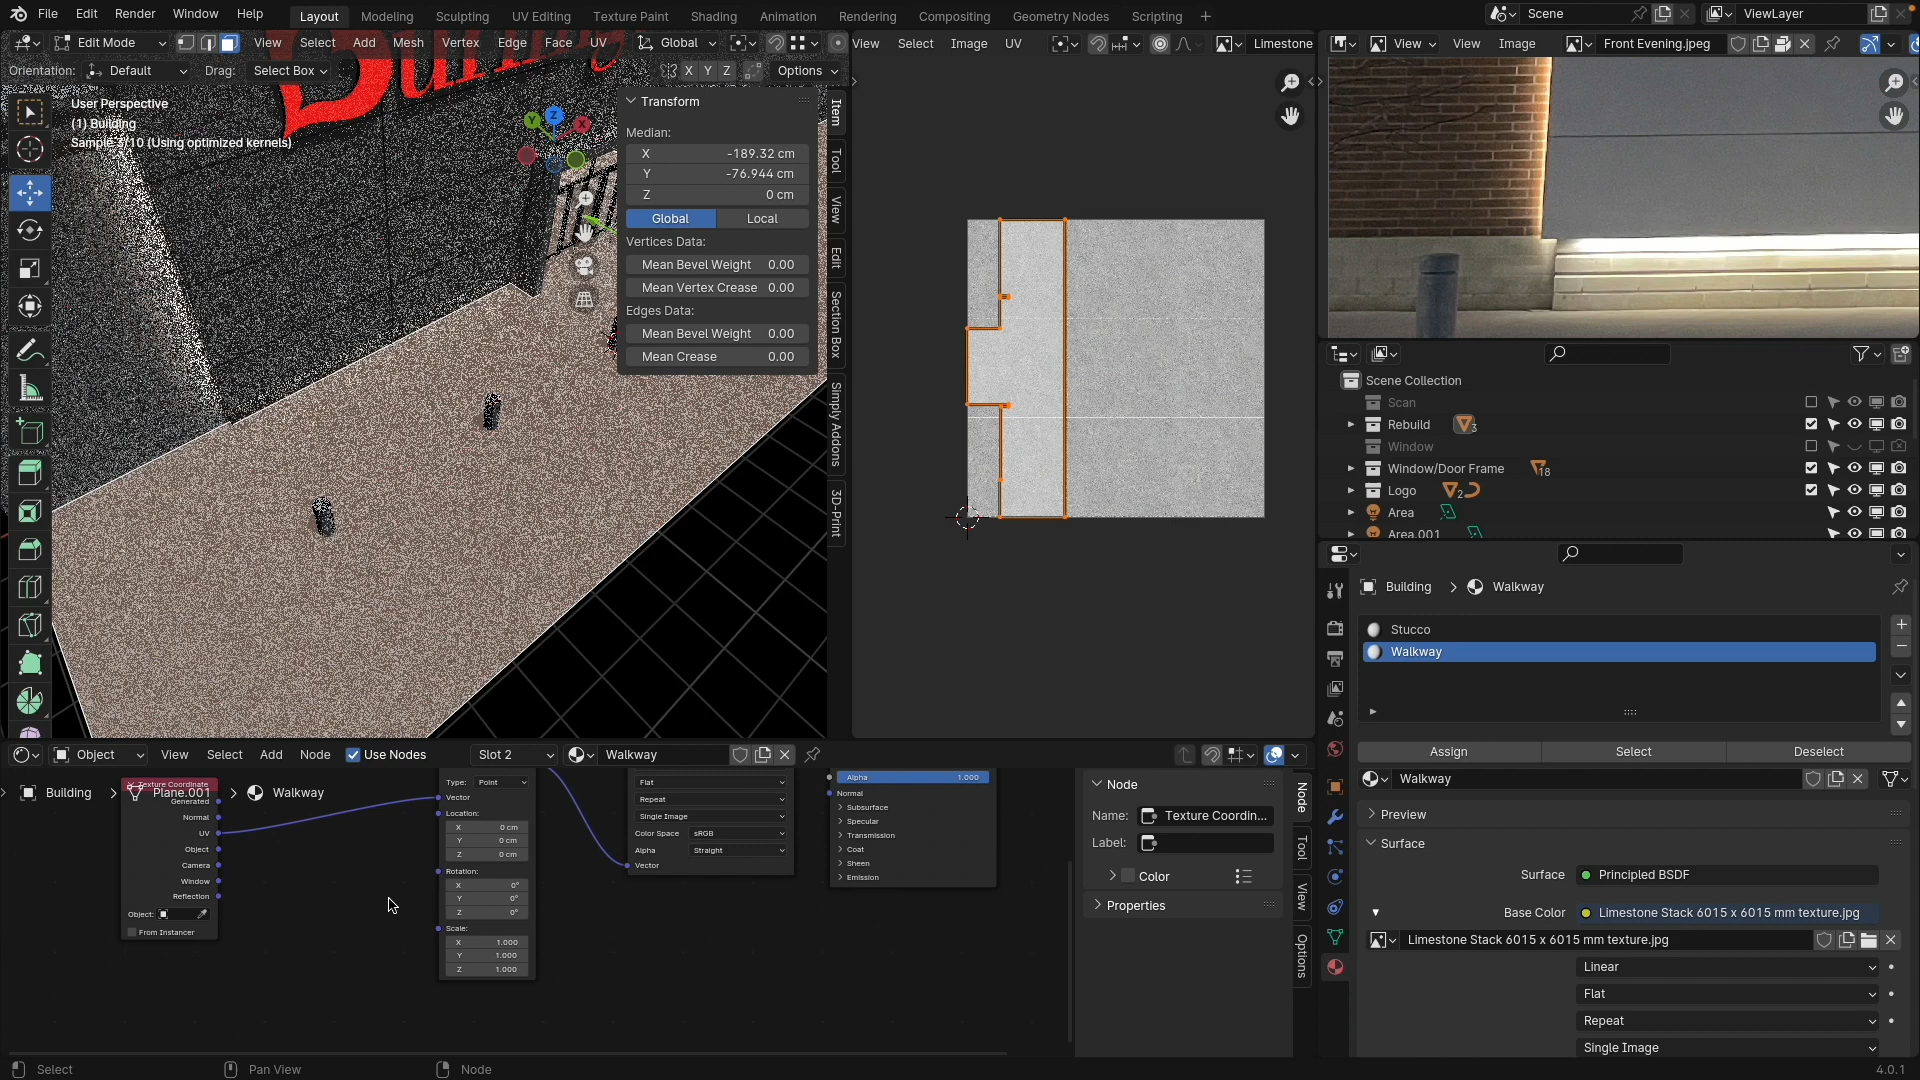 File Edit Render Window Help
Layout Modeling Sculpting UV Editing Texture Paint Shading Animation Rendering Compositing Geometry Nodes Scripting +
Scene
ViewLayer
Edit Mode
View Select Add Mesh Vertex Edge Face UV
Global
Orientation: Default Drag: Select Box
X Y Z
Options
User Perspective
(1) Building
Sample 3/10 (Using optimized kernels)
Transform
Median:
X -189.32 cm
Y -76.944 cm
Z 0 cm
Global Local
Vertices Data:
Mean Bevel Weight 0.00
Mean Vertex Crease 0.00
Edges Data:
Mean Bevel Weight 0.00
Mean Crease 0.00
Item
Tool
View
Edit
Section Box
Simply Addons
3D-Print
View Select Image UV
Limestone
View View Image
Front Evening.jpeg
Scene Collection
Scan
Rebuild 3
Window
Window/Door Frame 18
Logo 2
Area
Area.001
Building > Walkway
Stucco
Walkway
Assign Select Deselect
Walkway
Preview
Surface
Surface Principled BSDF
Base Color Limestone Stack 6015 x 6015 mm texture.jpg
Limestone Stack 6015 x 6015 mm texture.jpg
Linear
Flat
Repeat
Single Image
Object View Select Add Node Use Nodes Slot 2 Walkway
Building > Plane.001 > Walkway
Texture Coordinate
Generated
Normal
UV
Object
Camera
Window
Reflection
Object:
From Instancer
Type: Point
Vector
Location:
X 0 cm
Y 0 cm
Z 0 cm
Rotation:
X 0°
Y 0°
Z 0°
Scale:
X 1.000
Y 1.000
Z 1.000
Flat
Repeat
Single Image
Color Space sRGB
Alpha Straight
Vector
Alpha 1.000
Normal
Subsurface
Specular
Transmission
Coat
Sheen
Emission
Node
Name: Texture Coordin...
Label:
Color
Properties
Node
Tool
View
Options
Select Pan View Node
4.0.1